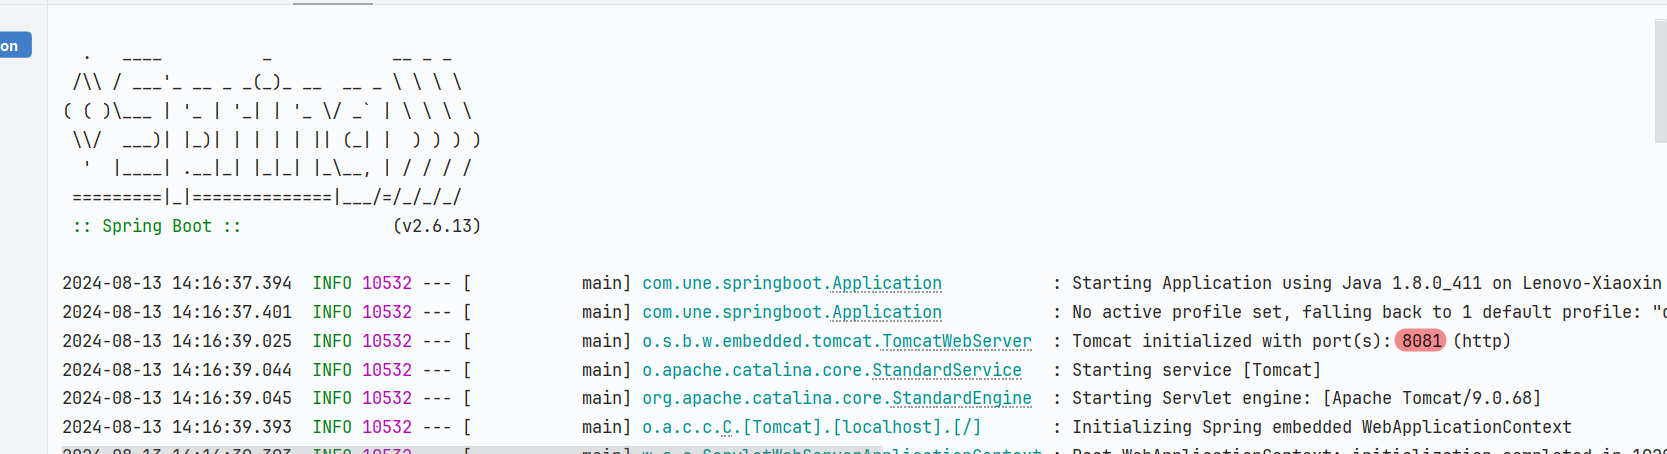 on
  .   ____          _            __ _ _
 /\\ / ___'_ __ _ _(_)_ __  __ _ \ \ \ \
( ( )\___ | '_ | '_| | '_ \/ _` | \ \ \ \
 \\/  ___)| |_)| | | | | || (_| |  ) ) ) )
  '  |____| .__|_| |_|_| |_\__, | / / / /
 =========|_|==============|___/=/_/_/_/
 :: Spring Boot ::               (v2.6.13)
2024-08-13 14:16:37.394  INFO 10532 --- [           main] com.une.springboot.Application           : Starting Application using Java 1.8.0_411 on Lenovo-Xiaoxin
2024-08-13 14:16:37.401  INFO 10532 --- [           main] com.une.springboot.Application           : No active profile set, falling back to 1 default profile: "d
2024-08-13 14:16:39.025  INFO 10532 --- [           main] o.s.b.w.embedded.tomcat.TomcatWebServer  : Tomcat initialized with port(s): 8081 (http)
2024-08-13 14:16:39.044  INFO 10532 --- [           main] o.apache.catalina.core.StandardService   : Starting service [Tomcat]
2024-08-13 14:16:39.045  INFO 10532 --- [           main] org.apache.catalina.core.StandardEngine  : Starting Servlet engine: [Apache Tomcat/9.0.68]
2024-08-13 14:16:39.393  INFO 10532 --- [           main] o.a.c.c.C.[Tomcat].[localhost].[/]       : Initializing Spring embedded WebApplicationContext